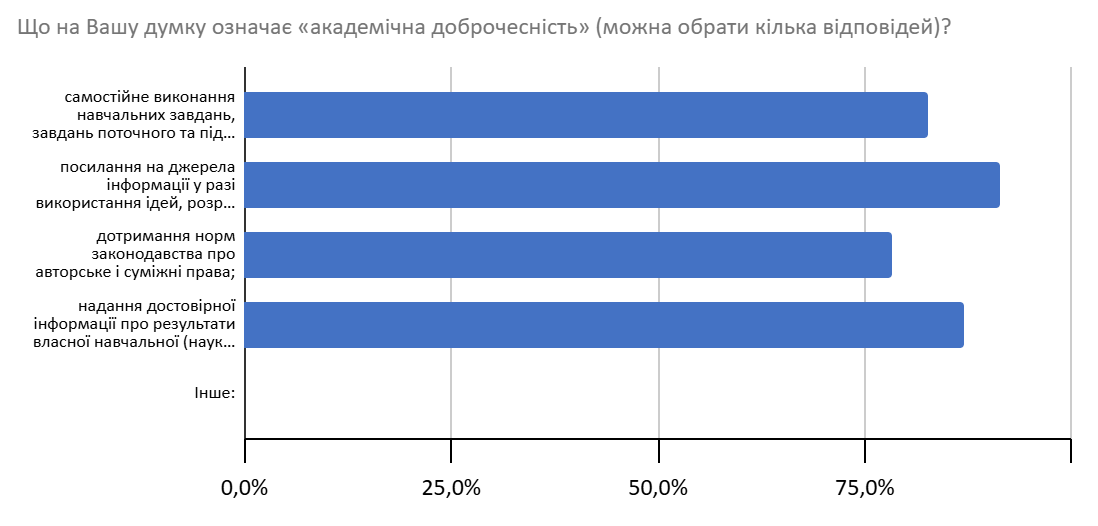 Що на Вашу думку означає «академічна доброчесність» (можна обрати кілька відповідей)?
самостійне виконання
навчальних завдань,
завдань поточного та під...
посилання на джерела
інформації у разі
використання ідей, розр...
дотримання норм
законодавства про
авторське і суміжні права;
надання достовірної
інформації про результати
власної навчальної (наук...
Інше:
0,0%
25,0%
50,0%
75,0%